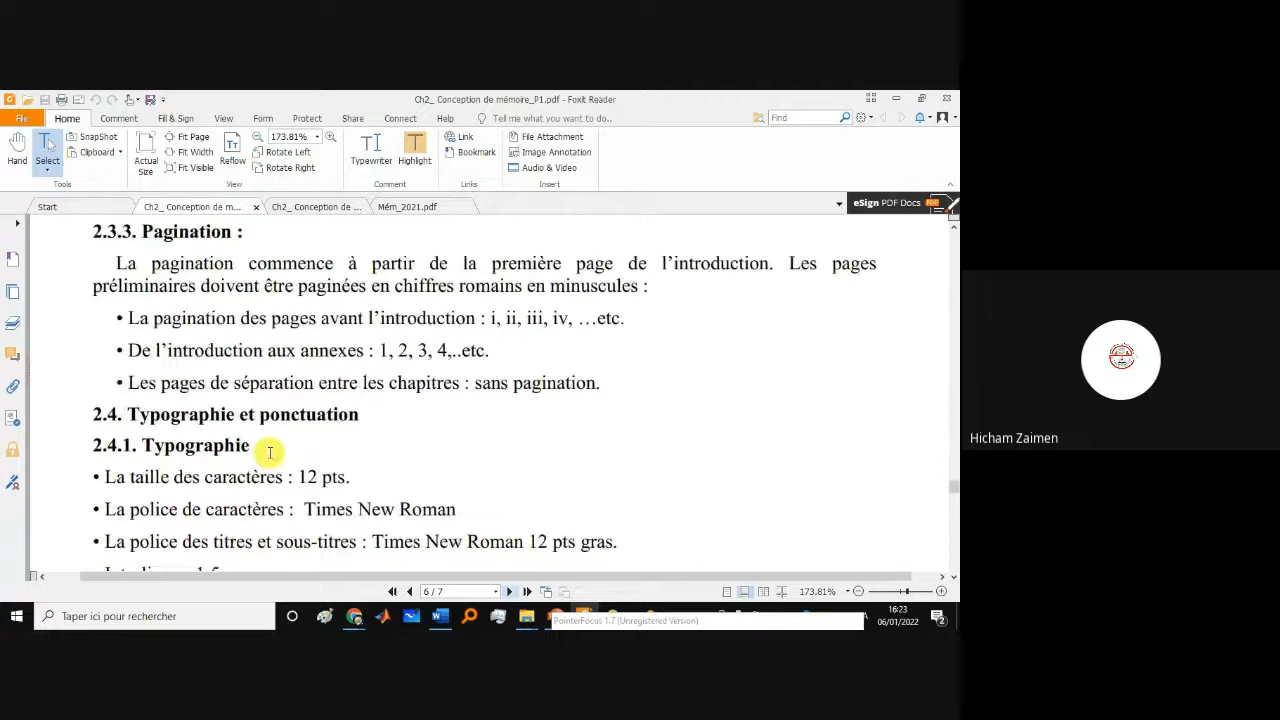 Ch2_ Conception de mémoire_P1.pdf - Foxit Reader
File Home Comment Fill & Sign View Form Protect Share Connect Help Tell me what you want to do.. Find
SnapShot Fit Page 173.81% Link File Attachment
Hand Select Clipboard Actual Size Fit Width Reflow Rotate Left Typewriter Highlight Bookmark Image Annotation
Fit Visible Rotate Right Audio & Video
Tools View Comment Links Insert
Start Ch2_ Conception de m... Ch2_ Conception de ... Mém_2021.pdf eSign PDF Docs
2.3.3. Pagination :
La pagination commence à partir de la première page de l’introduction. Les pages
préliminaires doivent être paginées en chiffres romains en minuscules :
• La pagination des pages avant l’introduction : i, ii, iii, iv, …etc.
• De l’introduction aux annexes : 1, 2, 3, 4,..etc.
• Les pages de séparation entre les chapitres : sans pagination.
2.4. Typographie et ponctuation
2.4.1. Typographie
• La taille des caractères : 12 pts.
• La police de caractères : Times New Roman
• La police des titres et sous-titres : Times New Roman 12 pts gras.
6 / 7 173.81%
Taper ici pour rechercher
PointerFocus 1.7 (Unregistered Version)
16:23
06/01/2022
2
Hicham Zaimen